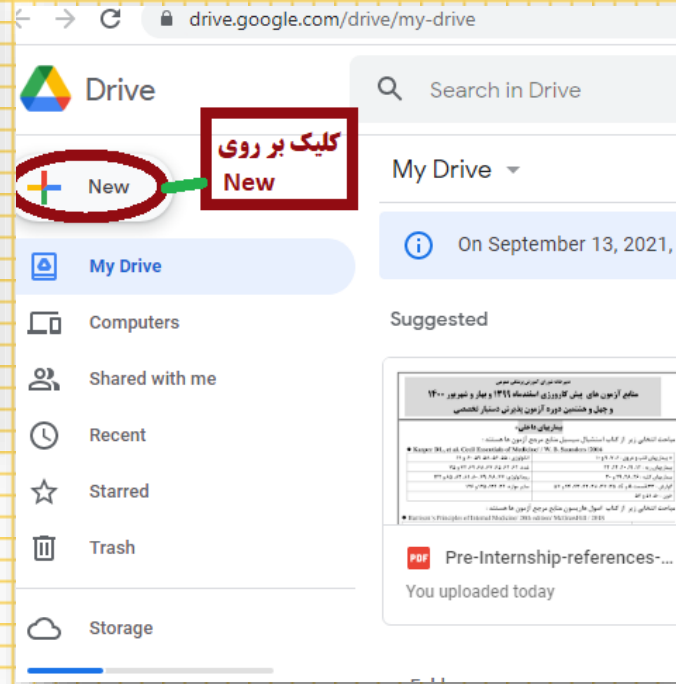 drive.google.com/drive/my-drive
Drive
Search in Drive
کلیک بر روی
New
New
My Drive
On September 13, 2021,
My Drive
Computers
Suggested
Shared with me
Recent
Starred
Trash
Storage
منابع آزمون های پیش کارورزی اسفندماه ۱۳۹۹ و بهار و شهریور ۱۴۰۰
و چهل و هشتمین دوره آزمون پذیرش دستیار تخصصی
بیماریهای داخلی:
PDF
Pre-Internship-references-...
You uploaded today